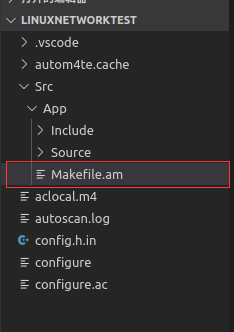 LINUXNETWORKTEST
.vscode
autom4te.cache
Src
App
Include
Source
Makefile.am
aclocal.m4
autoscan.log
config.h.in
configure
configure.ac